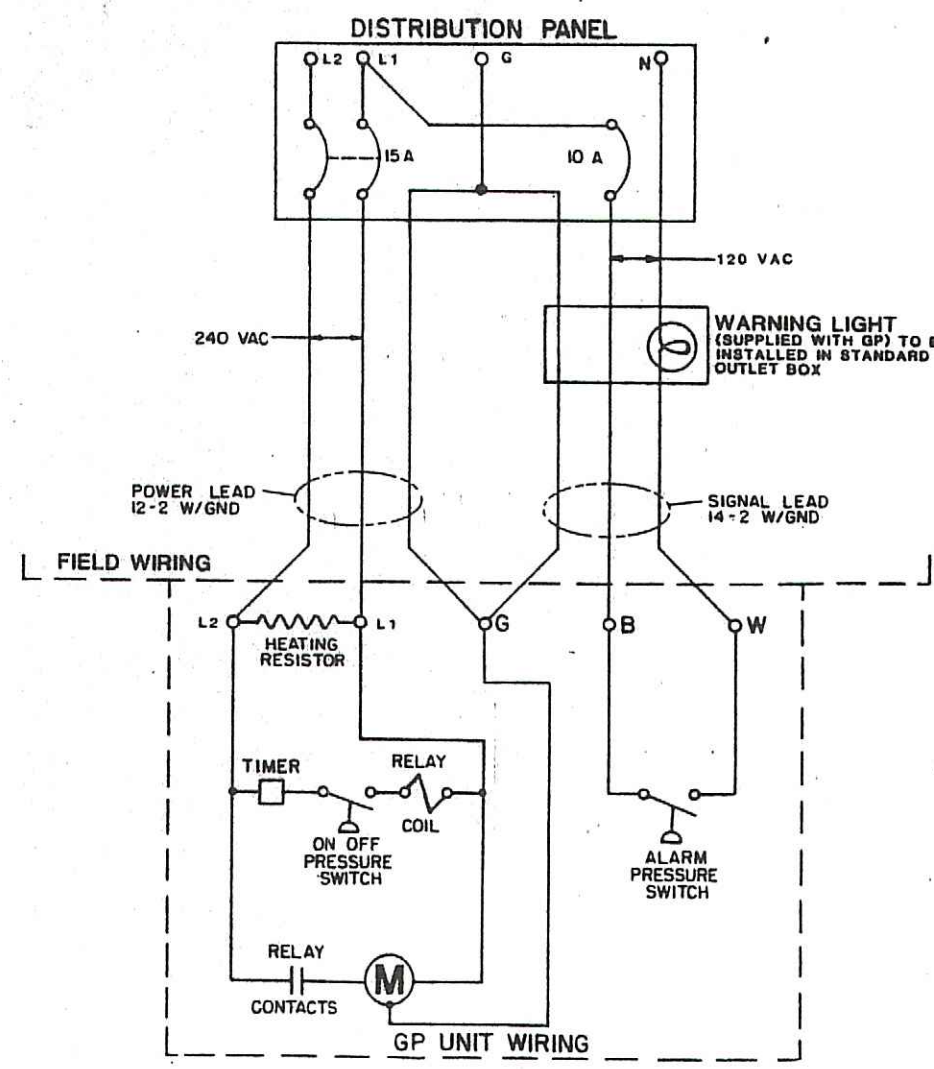 DISTRIBUTION PANEL
L2
L1
G
N
15A
10 A
120 VAC
240 VAC
WARNING LIGHT
(SUPPLIED WITH GP) TO
INSTALLED IN STANDARD
OUTLET BOX
POWER LEAD
12-2 W/GND
SIGNAL LEAD
14-2 W/GND
FIELD WIRING
L2
L1
G
B
W
HEATING
RESISTOR
TIMER
RELAY
COIL
ON OFF
PRESSURE
SWITCH
ALARM
PRESSURE
SWITCH
RELAY
CONTACTS
M
GP UNIT WIRING